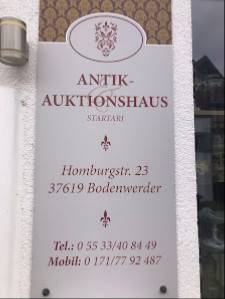 ANTIK-
&
AUKTIONSHAUS
STARTARI
Homburgstr. 23
37619 Bodenwerder
Tel.: 0 55 33/40 84 49
Mobil: 0 171/77 92 487